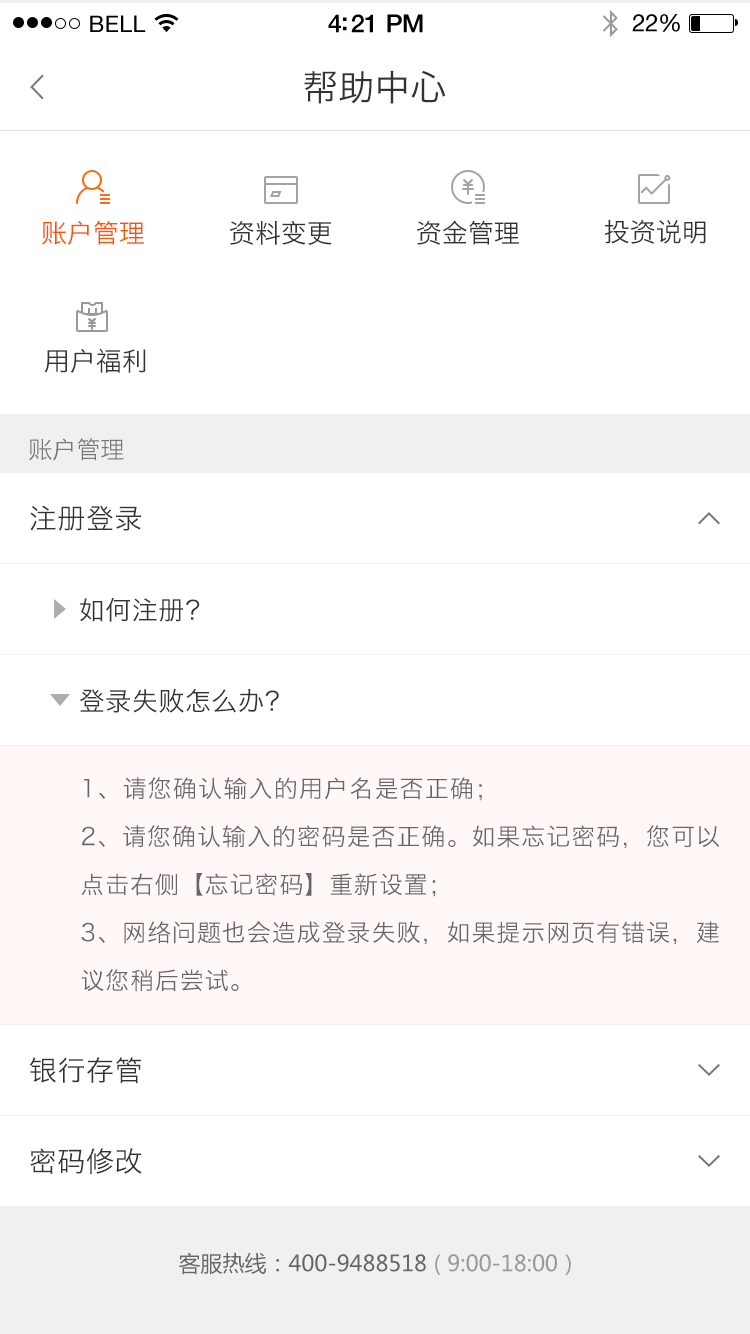 BELL 4:21 PM 22%
帮助中心
账户管理 资料变更 资金管理 投资说明
用户福利
账户管理
注册登录
如何注册?
登录失败怎么办?
1、请您确认输入的用户名是否正确;
2、请您确认输入的密码是否正确。如果忘记密码, 您可以
点击右侧【忘记密码】重新设置;
3、网络问题也会造成登录失败, 如果提示网页有错误, 建
议您稍后尝试。
银行存管
密码修改
客服热线：400-9488518 ( 9:00-18:00 )